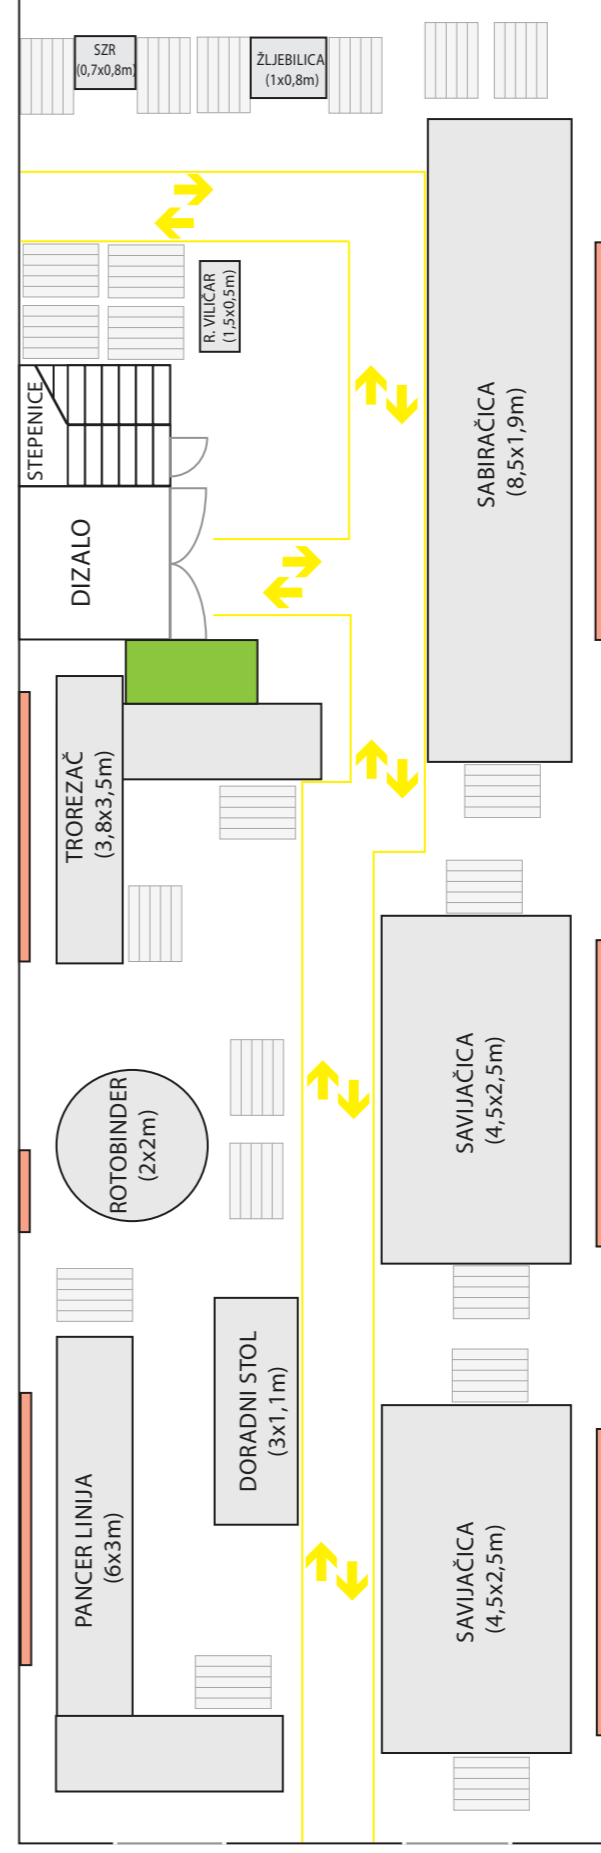 SZR
(0,7x0,8m)
ŽLJEBILICA
(1x0,8m)
R. VILIČAR
(1,5x0,5m)
STEPENICE
SABIRAČICA
(8,5x1,9m)
DIZALO
TROREZAČ
(3,8x3,5m)
SAVIJAČICA
(4,5x2,5m)
ROTOBINDER
(2x2m)
DORADNI STOL
(3x1,1m)
PANCER LINIJA
(6x3m)
SAVIJAČICA
(4,5x2,5m)